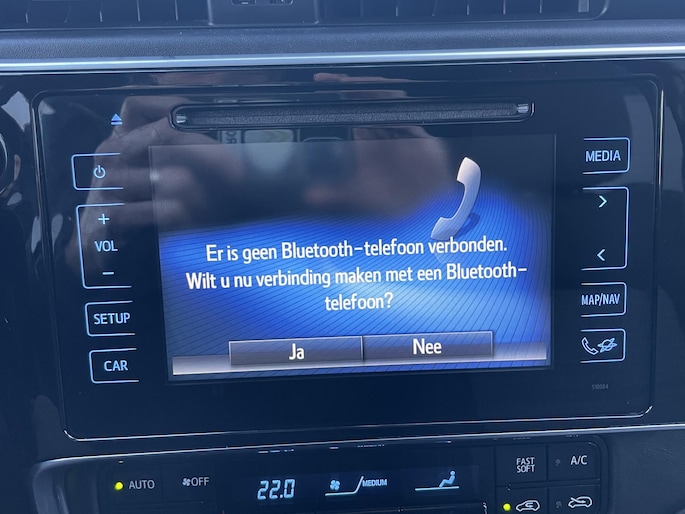 MEDIA
VOL
SETUP
CAR
MAP/NAV
Er is geen Bluetooth-telefoon verbonden.
Wilt u nu verbinding maken met een Bluetooth-
telefoon?
Ja
Nee
510084
AUTO
OFF
22.0
MEDIUM
FAST
SOFT
A/C